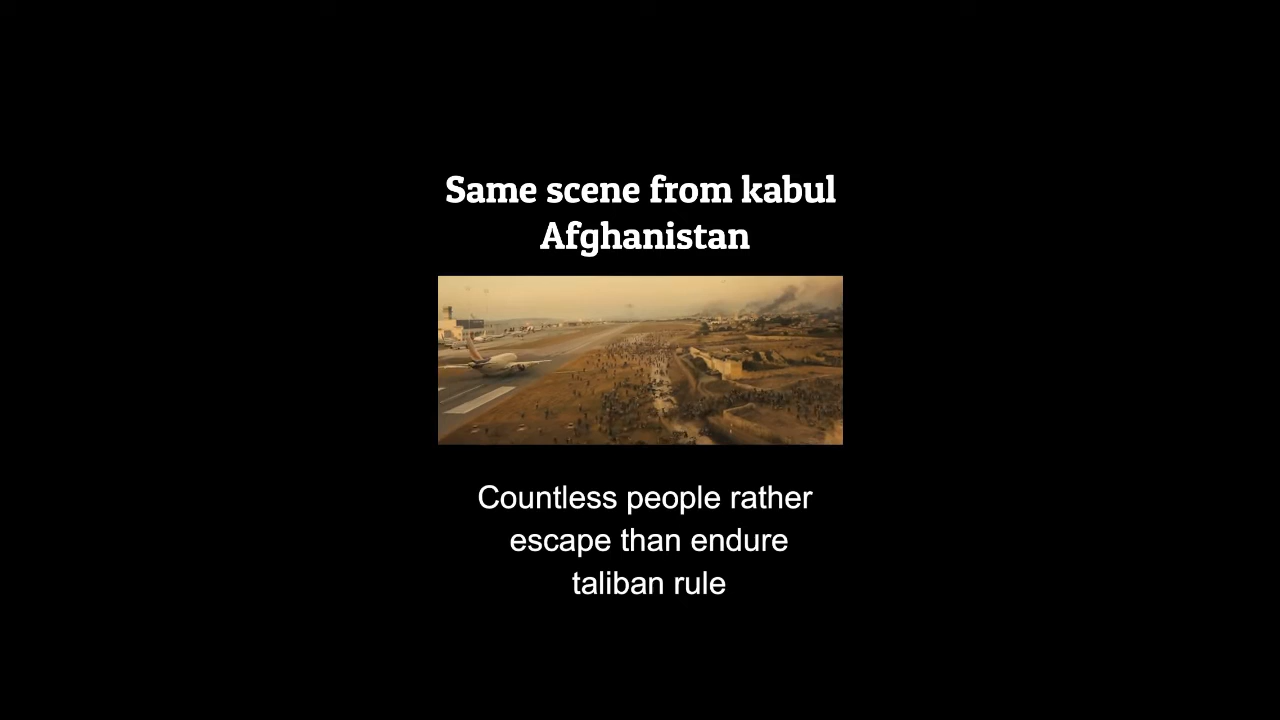 Same scene from kabul
Afghanistan
Countless people rather
escape than endure
taliban rule